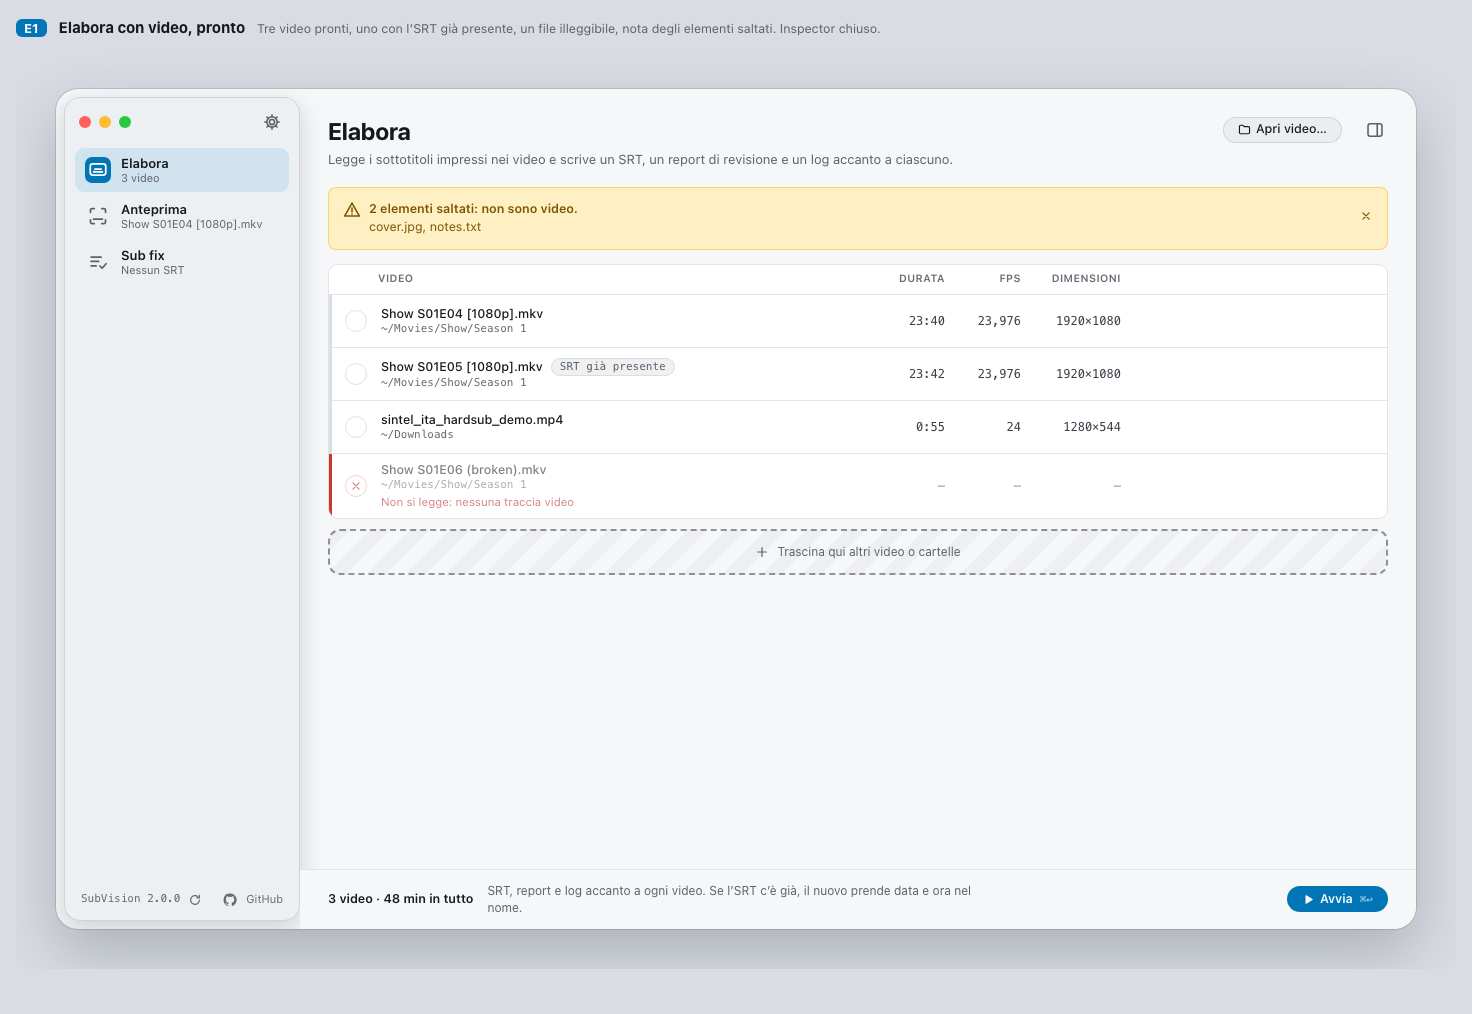 E1 Elabora con video, pronto Tre video pronti, uno con l'SRT già presente, un file illeggibile, nota degli elementi saltati. Inspector chiuso.
Elabora
3 video
Anteprima
Show S01E04 [1080p].mkv
Sub fix
Nessun SRT
SubVision 2.0.0 GitHub
Elabora
Apri video…
Legge i sottotitoli impressi nei video e scrive un SRT, un report di revisione e un log accanto a ciascuno.
2 elementi saltati: non sono video.
cover.jpg, notes.txt
VIDEO DURATA FPS DIMENSIONI
Show S01E04 [1080p].mkv
~/Movies/Show/Season 1
23:40 23,976 1920×1080
Show S01E05 [1080p].mkv SRT già presente
~/Movies/Show/Season 1
23:42 23,976 1920×1080
sintel_ita_hardsub_demo.mp4
~/Downloads
0:55 24 1280×544
Show S01E06 (broken).mkv
~/Movies/Show/Season 1
Non si legge: nessuna traccia video
– – –
Trascina qui altri video o cartelle
3 video · 48 min in tutto
SRT, report e log accanto a ogni video. Se l'SRT c'è già, il nuovo prende data e ora nel
nome.
Avvia ⌘↩